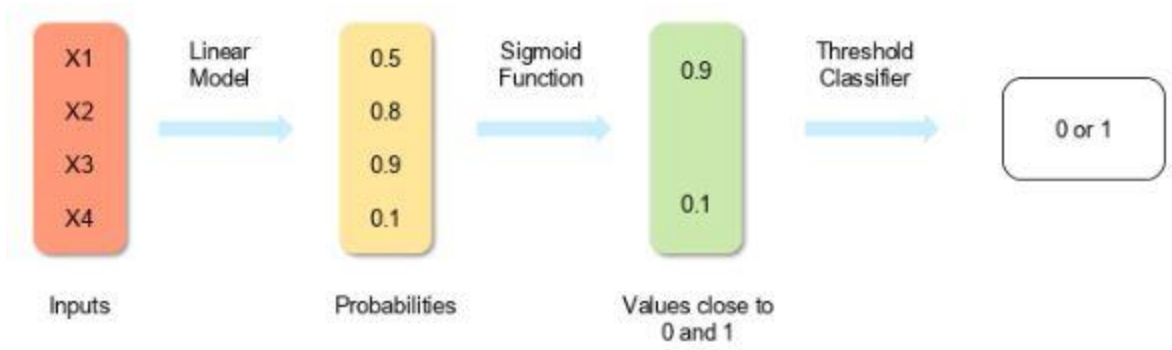 X1
X2
X3
X4
Inputs
Linear
Model
0.5
0.8
0.9
0.1
Probabilities
Sigmoid
Function
0.9
0.1
Values close to
0 and 1
Threshold
Classifier
0 or 1